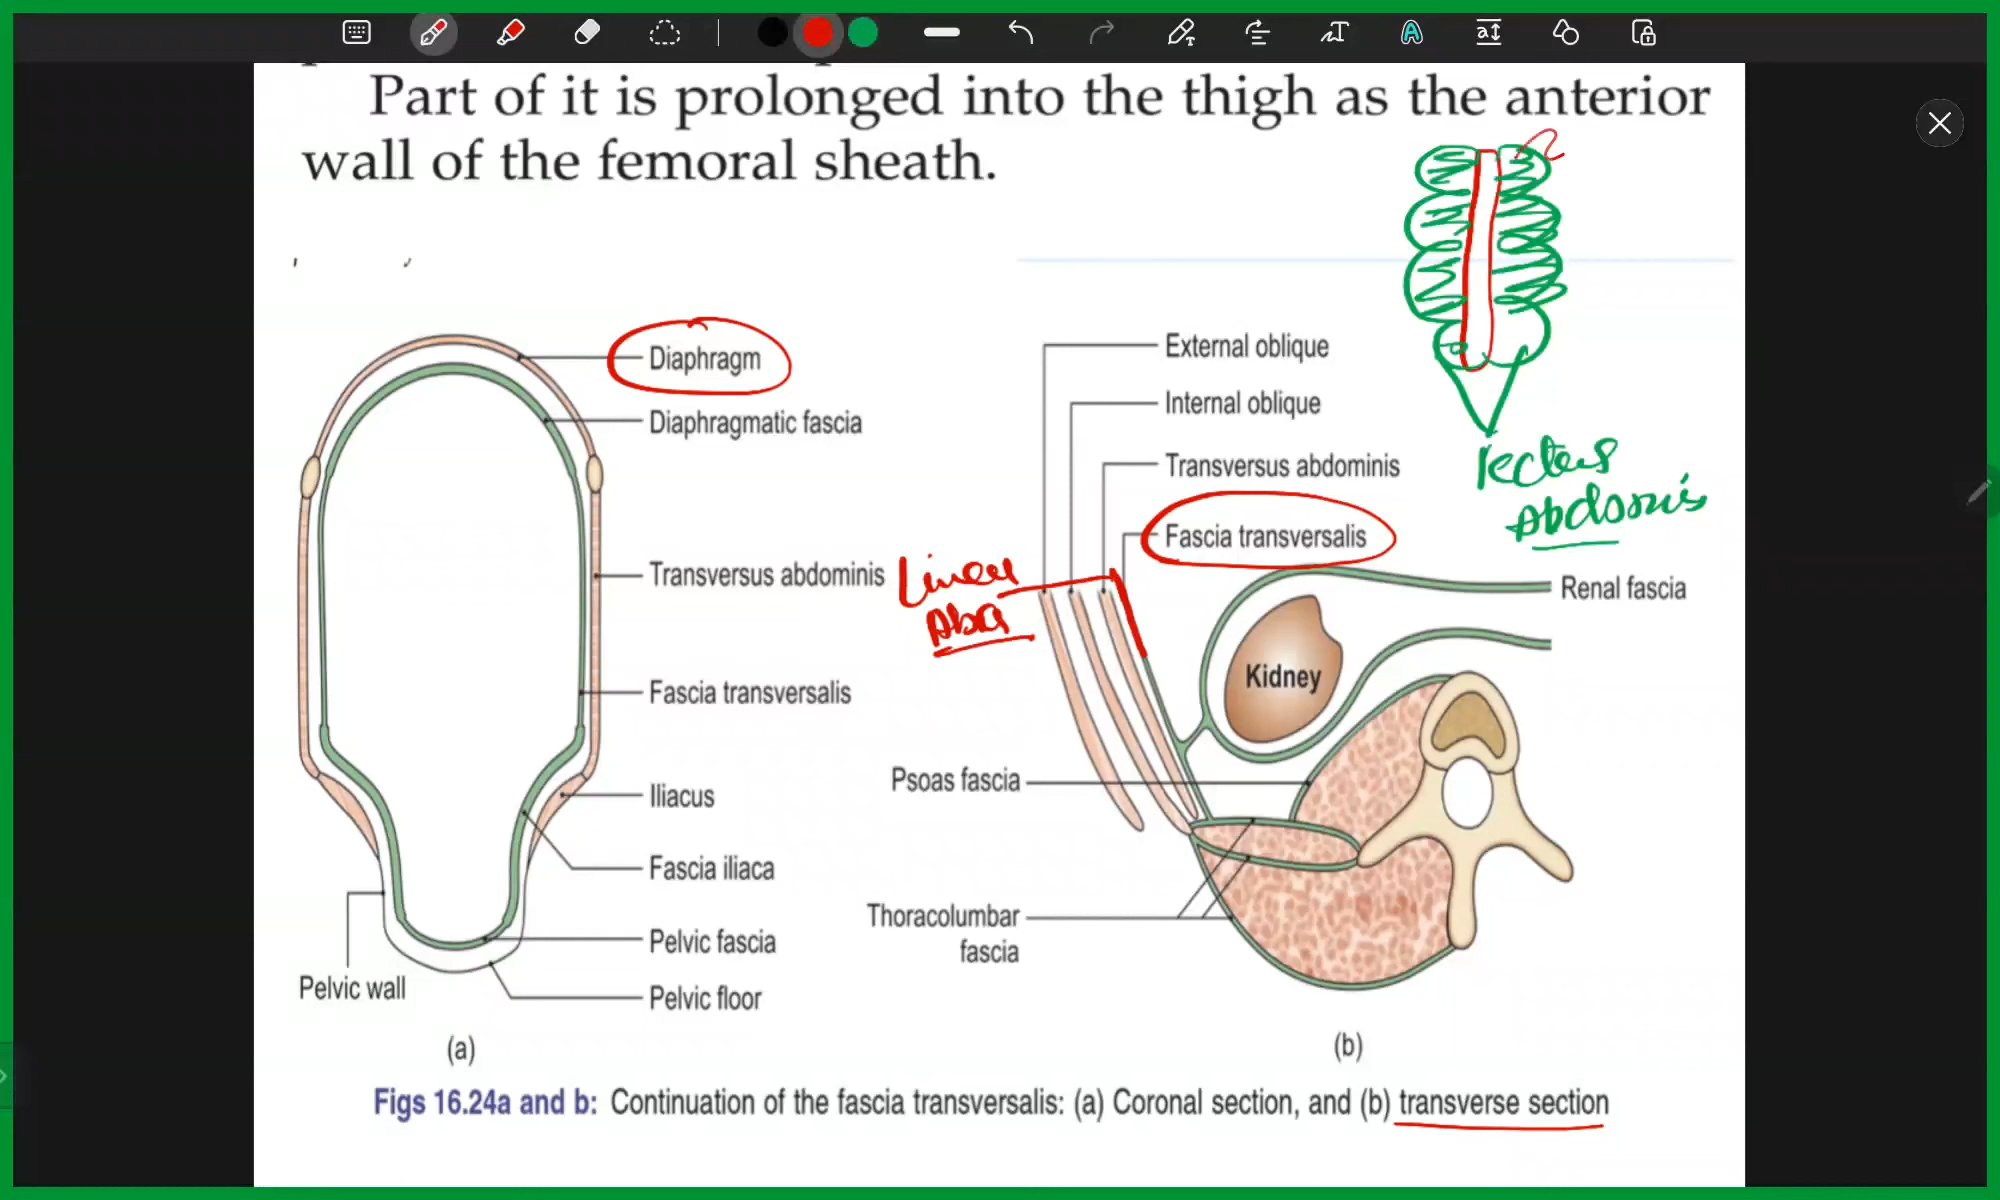 Part of it is prolonged into the thigh as the anterior
wall of the femoral sheath.
Diaphragm
Diaphragmatic fascia
Transversus abdominis
Fascia transversalis
Iliacus
Fascia iliaca
Pelvic fascia
Pelvic wall
Pelvic floor
(a)
External oblique
Internal oblique
Transversus abdominis
Fascia transversalis
rectus
abdominis
Linea
Alba
Renal fascia
Kidney
Psoas fascia
Thoracolumbar
fascia
(b)
Figs 16.24a and b: Continuation of the fascia transversalis: (a) Coronal section, and (b) transverse section